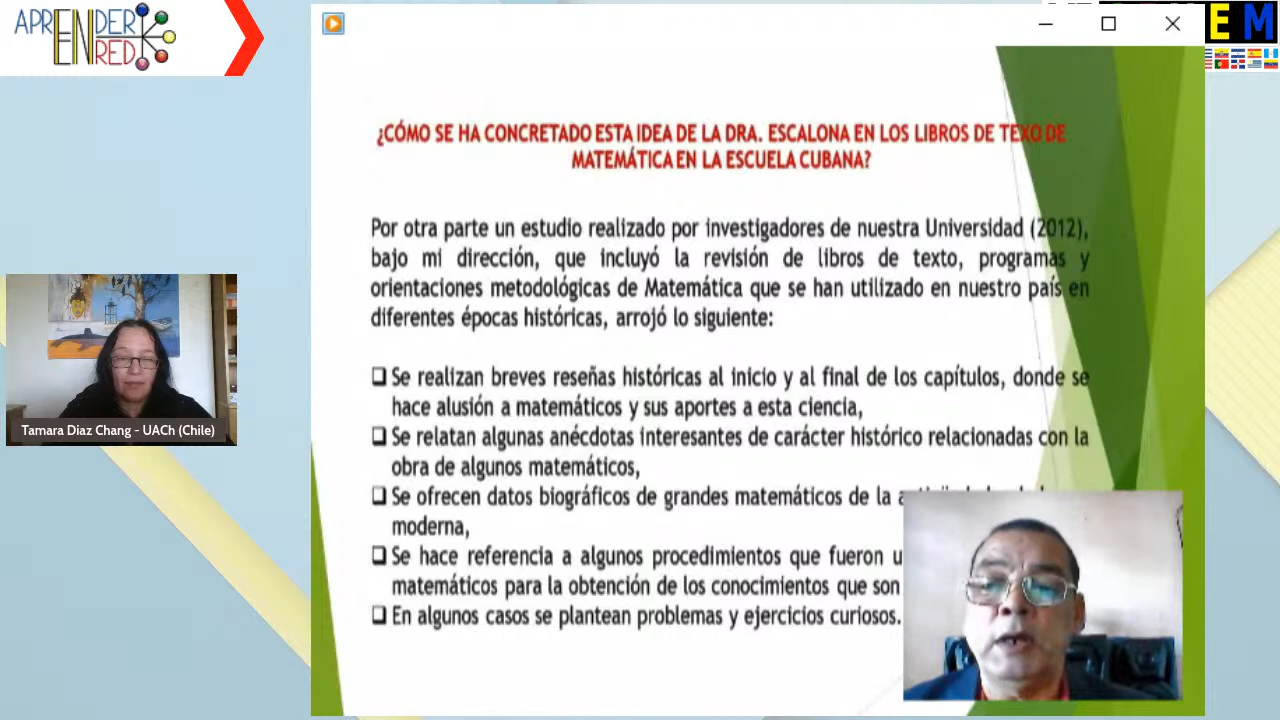 APRENDER
EN RED
E M
¿CÓMO SE HA CONCRETADO ESTA IDEA DE LA DRA. ESCALONA EN LOS LIBROS DE TEXO DE
MATEMÁTICA EN LA ESCUELA CUBANA?
Por otra parte un estudio realizado por investigadores de nuestra Universidad (2012),
bajo mi dirección, que incluyó la revisión de libros de texto, programas y
orientaciones metodológicas de Matemática que se han utilizado en nuestro país en
diferentes épocas históricas, arrojó lo siguiente:
❑ Se realizan breves reseñas históricas al inicio y al final de los capítulos, donde se
hace alusión a matemáticos y sus aportes a esta ciencia,
❑ Se relatan algunas anécdotas interesantes de carácter histórico relacionadas con la
obra de algunos matemáticos,
❑ Se ofrecen datos biográficos de grandes matemáticos de la
moderna,
❑ Se hace referencia a algunos procedimientos que fueron u
matemáticos para la obtención de los conocimientos que son
❑ En algunos casos se plantean problemas y ejercicios curiosos.
Tamara Diaz Chang - UACh (Chile)